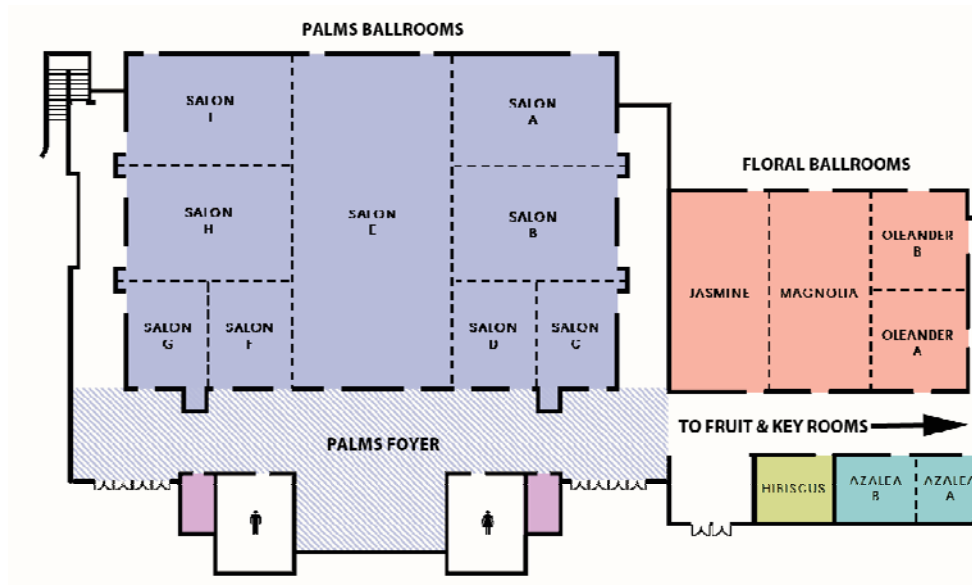 PALMS BALLROOMS
SALON
I
SALON
A
FLORAL BALLROOMS
SALON
H
SALON
E
SALON
B
OLEANDER
B
JASMINE
MAGNOLIA
SALON
G
SALON
F
SALON
D
SALON
C
OLEANDER
A
PALMS FOYER
TO FRUIT & KEY ROOMS
HIBISCUS
AZALEA
B
AZALEA
A